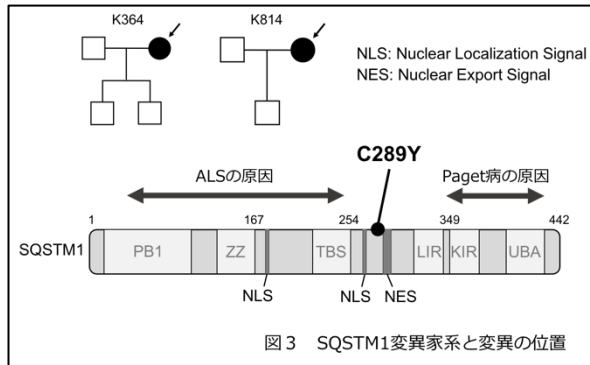 K364
K814
NLS: Nuclear Localization Signal
NES: Nuclear Export Signal
C289Y
ALSの原因
Paget病の原因
1
167
254
349
442
SQSTM1
PB1
ZZ
TBS
LIR
KIR
UBA
NLS
NLS
NES
図3 SQSTM1変異家系と変異の位置